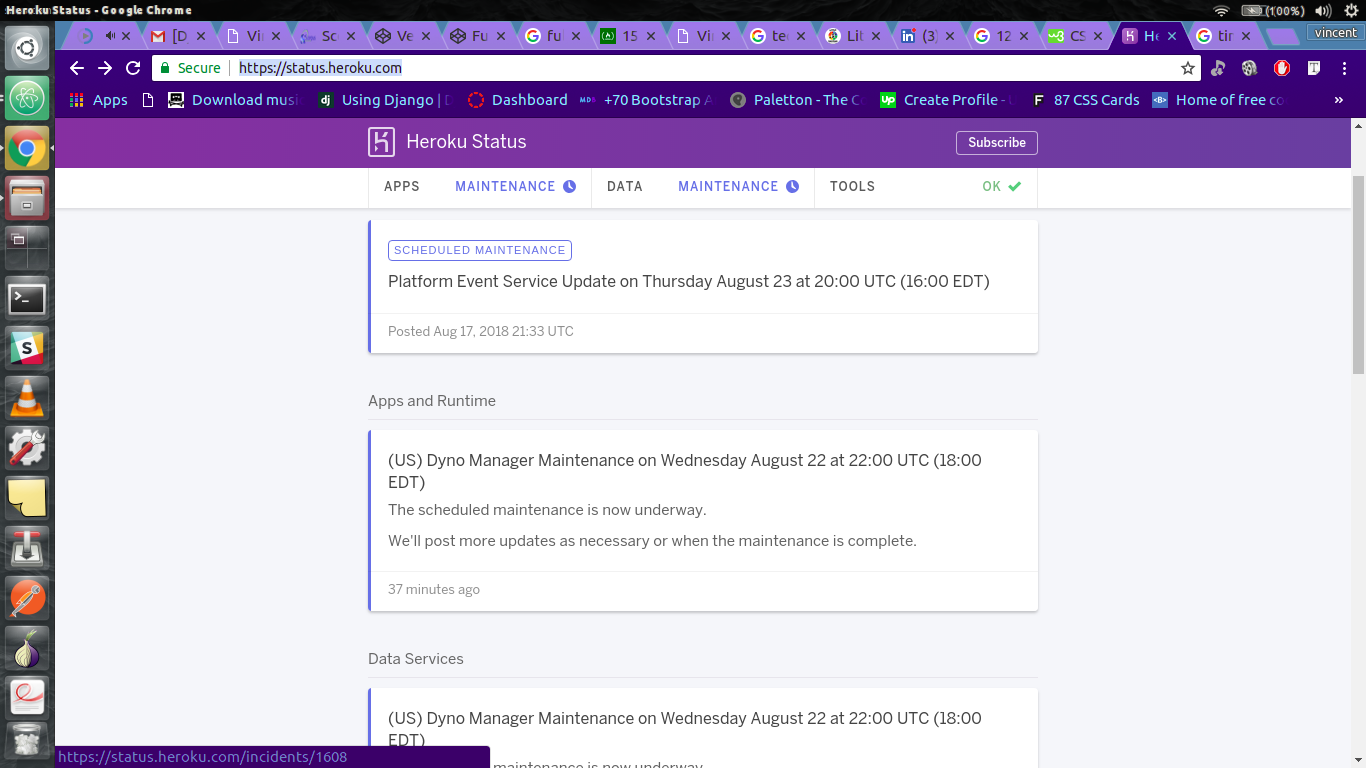 Heroku Status - Google Chrome
(100%)
[D
Vin
Sc
Ve
Fu
ful
15
Vin
tec
Lit
(3)
12
CS
He
tin
vincent
Secure
https://status.heroku.com
Apps
Download musi
Using Django | D
Dashboard
+70 Bootstrap A
Paletton - The C
Create Profile - U
87 CSS Cards
Home of free co
»
Heroku Status
Subscribe
APPS
MAINTENANCE
DATA
MAINTENANCE
TOOLS
OK
SCHEDULED MAINTENANCE
Platform Event Service Update on Thursday August 23 at 20:00 UTC (16:00 EDT)
Posted Aug 17, 2018 21:33 UTC
Apps and Runtime
(US) Dyno Manager Maintenance on Wednesday August 22 at 22:00 UTC (18:00
EDT)
The scheduled maintenance is now underway.
We'll post more updates as necessary or when the maintenance is complete.
37 minutes ago
Data Services
(US) Dyno Manager Maintenance on Wednesday August 22 at 22:00 UTC (18:00
EDT)
maintenance is now underway.
https://status.heroku.com/incidents/1608